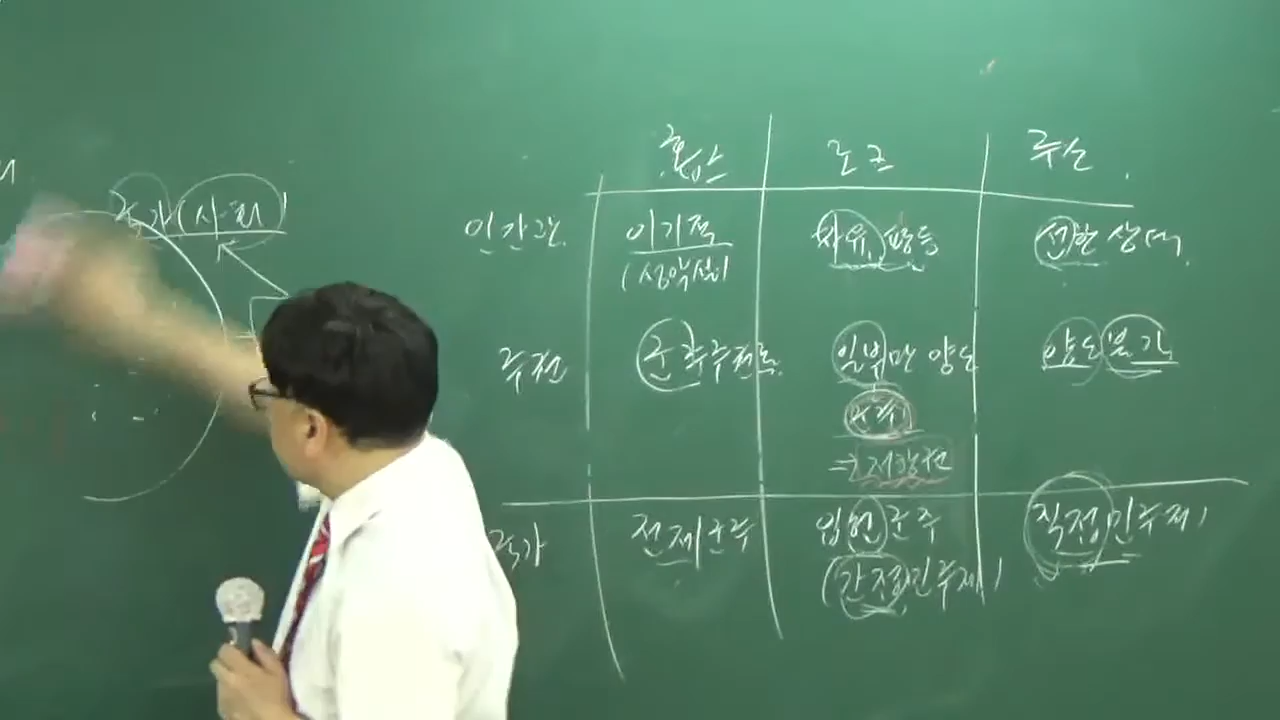 국가(사회)
홉스 로크 루소
인간관 이기적 자유, 평등 선한 상태
(성악설)
주권 군주주권론 일부만 양도 양도불가
⇒저항권
국가 전제군주 입헌군주 직접민주제
(간접민주제)